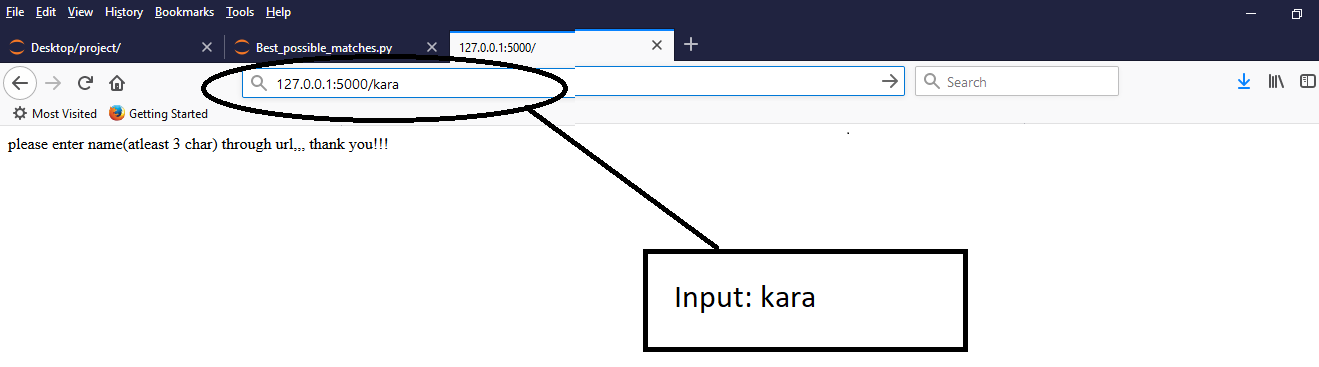 File Edit View History Bookmarks Tools Help
Desktop/project/ Best_possible_matches.py 127.0.0.1:5000/
127.0.0.1:5000/kara Search
Most Visited Getting Started
please enter name(atleast 3 char) through url,,, thank you!!!
Input: kara